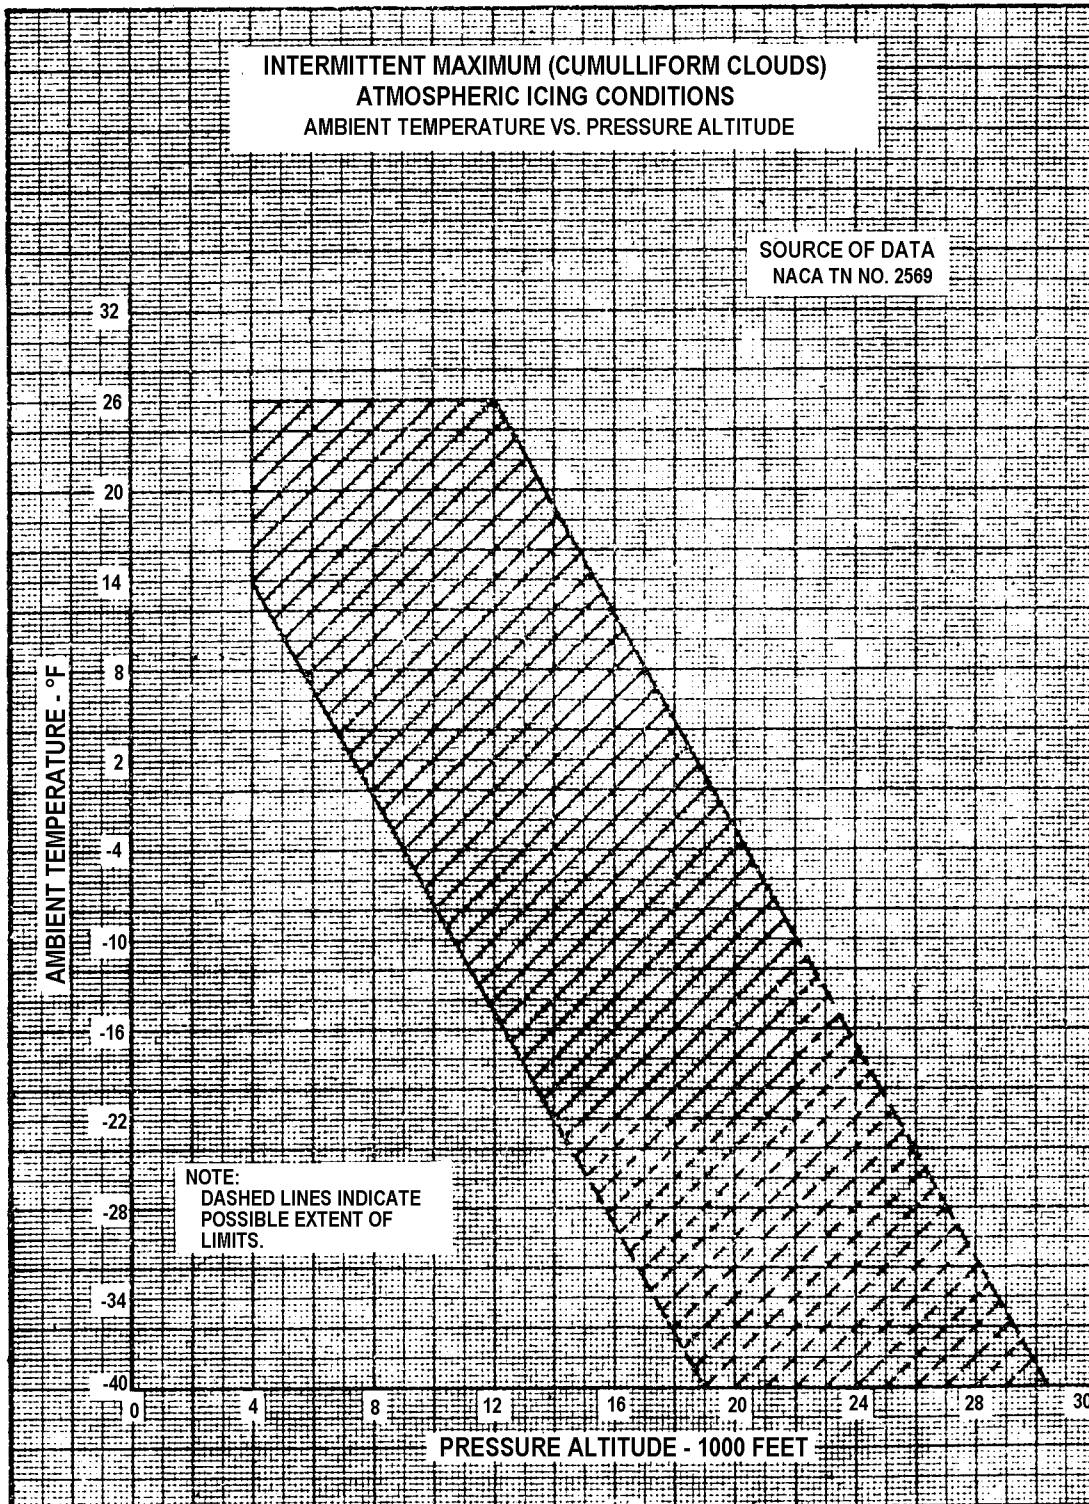 INTERMITTENT MAXIMUM (CUMULLIFORM CLOUDS)
ATMOSPHERIC ICING CONDITIONS
AMBIENT TEMPERATURE VS. PRESSURE ALTITUDE
SOURCE OF DATA
NACA TN NO. 2569
32
26
20
14
8
2
-4
-10
-16
-22
-28
-34
-40
AMBIENT TEMPERATURE - °F
NOTE:
DASHED LINES INDICATE
POSSIBLE EXTENT OF
LIMITS.
0 4 8 12 16 20 24 28 30
PRESSURE ALTITUDE - 1000 FEET